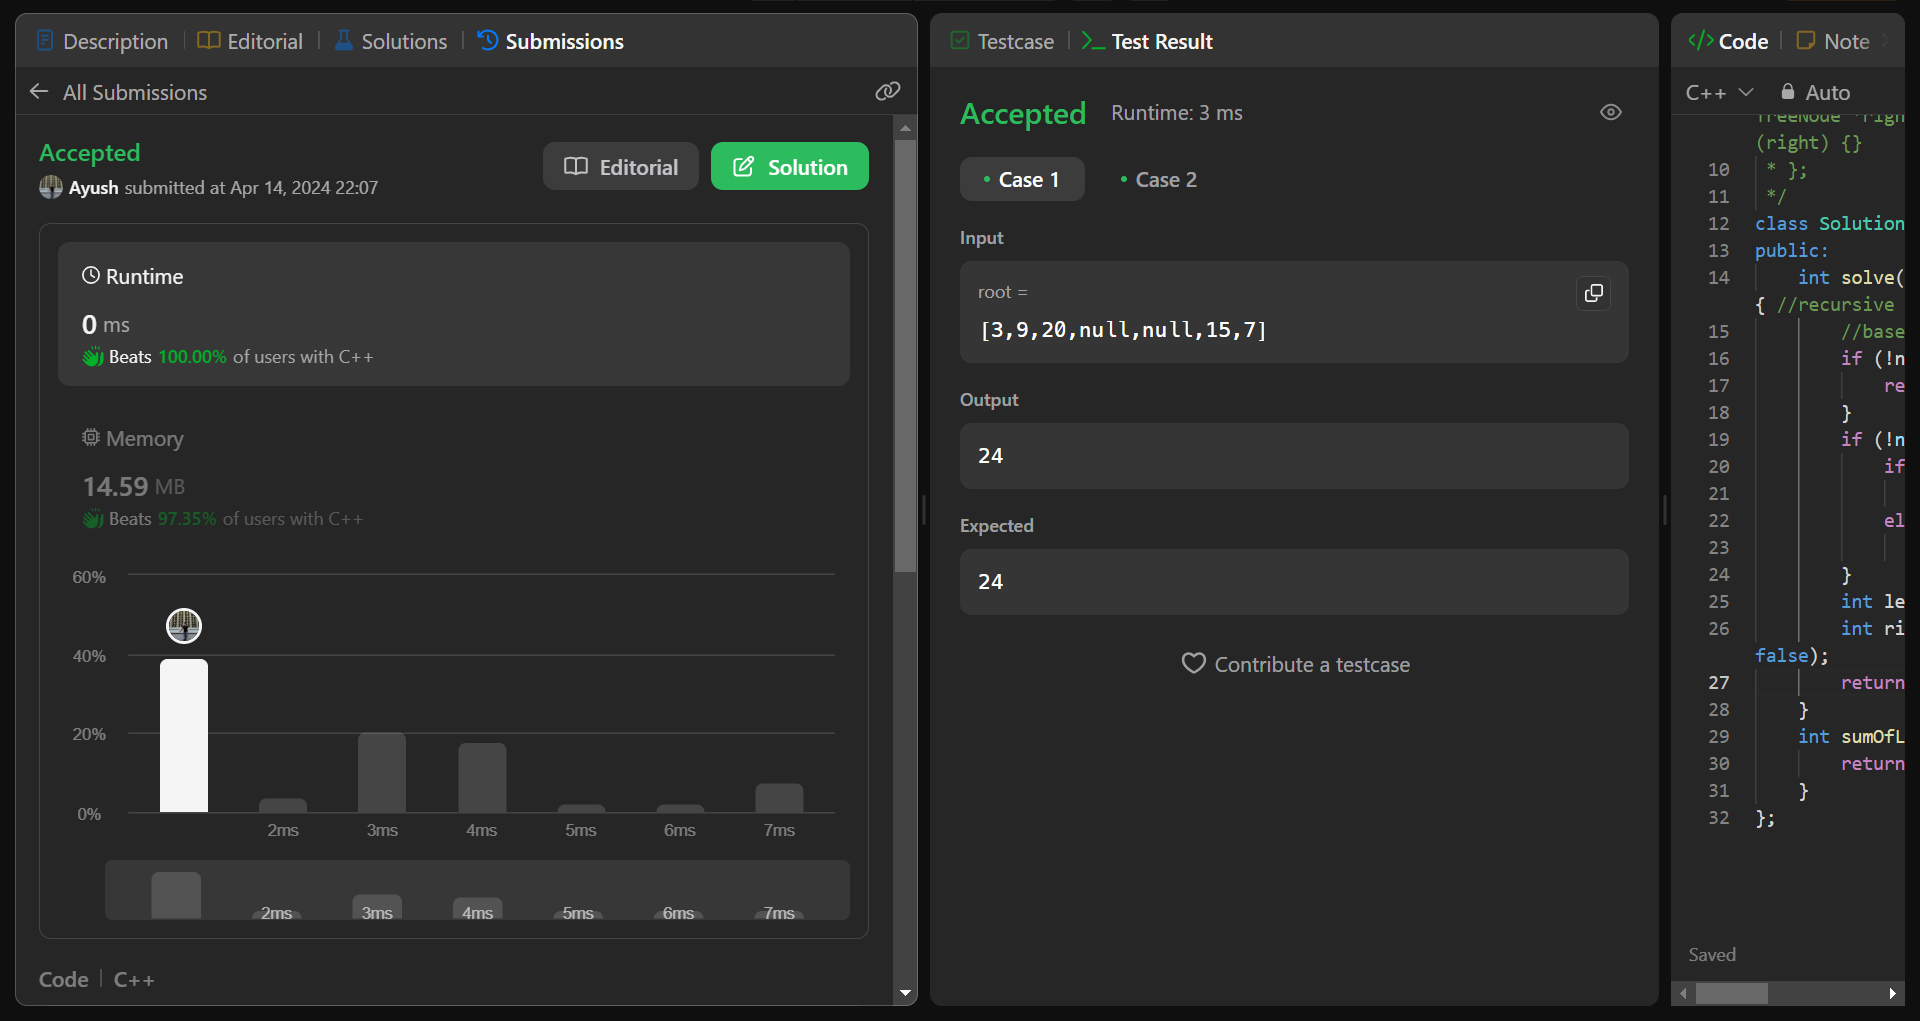 Description
Editorial
Solutions
Submissions
All Submissions
Accepted
Ayush submitted at Apr 14, 2024 22:07
Editorial
Solution
Runtime
0 ms
Beats 100.00% of users with C++
Memory
14.59 MB
Beats 97.35% of users with C++
60%
40%
20%
0%
2ms 3ms 4ms 5ms 6ms 7ms
2ms 3ms 4ms 5ms 6ms 7ms
Code | C++
Testcase
>_ Test Result
Accepted Runtime: 3 ms
• Case 1 • Case 2
Input
root =
[3,9,20,null,null,15,7]
Output
24
Expected
24
Contribute a testcase
</> Code
Note
C++
Auto
TreeNode *righ
(right) {}
10 * };
11 */
12 class Solution
13 public:
14 int solve(
{ //recursive
15 //base
16 if (!n
17 re
18 }
19 if (!n
20 if
21
22 el
23
24 }
25 int le
26 int ri
false);
27 return
28 }
29 int sumOfL
30 return
31 }
32 };
Saved